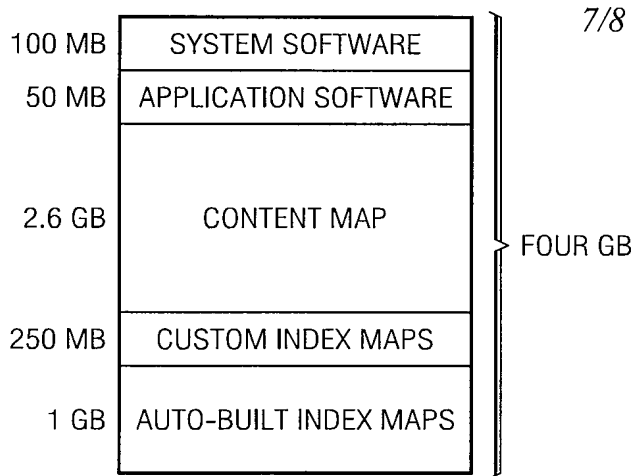 7/8
100 MB SYSTEM SOFTWARE
50 MB APPLICATION SOFTWARE
2.6 GB CONTENT MAP
FOUR GB
250 MB CUSTOM INDEX MAPS
1 GB AUTO-BUILT INDEX MAPS